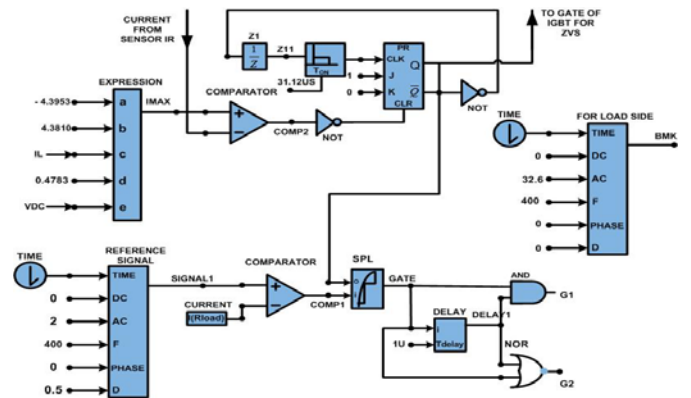 CURRENT
FROM
SENSOR IR
TO GATE OF
IGBT FOR
ZVS
Z1
1
Z
Z11
TON
31.12US
PR
CLK
J
K
Q
Q̅
CLR
1
0
NOT
EXPRESSION
IMAX
- 4.3953
a
4.3810
b
IL
c
0.4783
d
VDC
e
COMPARATOR
+
−
COMP2
NOT
TIME
FOR LOAD SIDE
BMK
TIME
0
DC
32.6
AC
400
F
0
PHASE
0
D
TIME
REFERENCE
SIGNAL
SIGNAL1
TIME
0
DC
2
AC
400
F
0
PHASE
0.5
D
COMPARATOR
+
−
CURRENT
I(Rload)
COMP1
SPL
GATE
AND
G1
DELAY
DELAY1
i
1U
Tdelay
NOR
G2